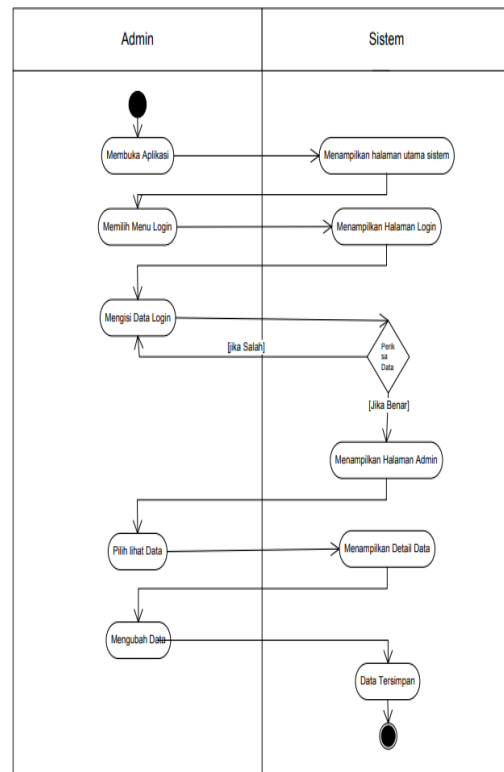 Admin
Sistem
Membuka Aplikasi
Menampilkan halaman utama sistem
Memilih Menu Login
Menampilkan Halaman Login
Mengisi Data Login
[jika Salah]
Perik
sa
Data
[Jika Benar]
Menampilkan Halaman Admin
Pilih lihat Data
Menampilkan Detail Data
Mengubah Data
Data Tersimpan